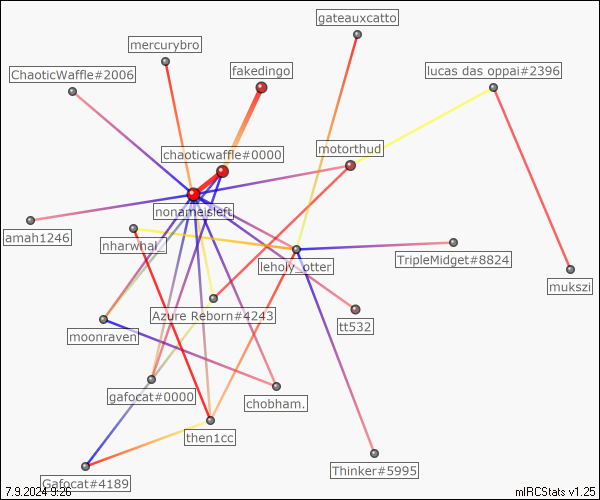 gateauxcatto
mercurybro
ChaoticWaffle#2006
fakedingo
lucas das oppai#2396
chaoticwaffle#0000
motorthud
nonameisleft
amah1246
nharwhal_
leholy_otter
TripleMidget#8824
mukszi
Azure Reborn#4243
tt532
moonraven
gafocat#0000
chobham.
then1cc
Thinker#5995
Gafocat#4189
7.9.2024 9:26
mIRCStats v1.25